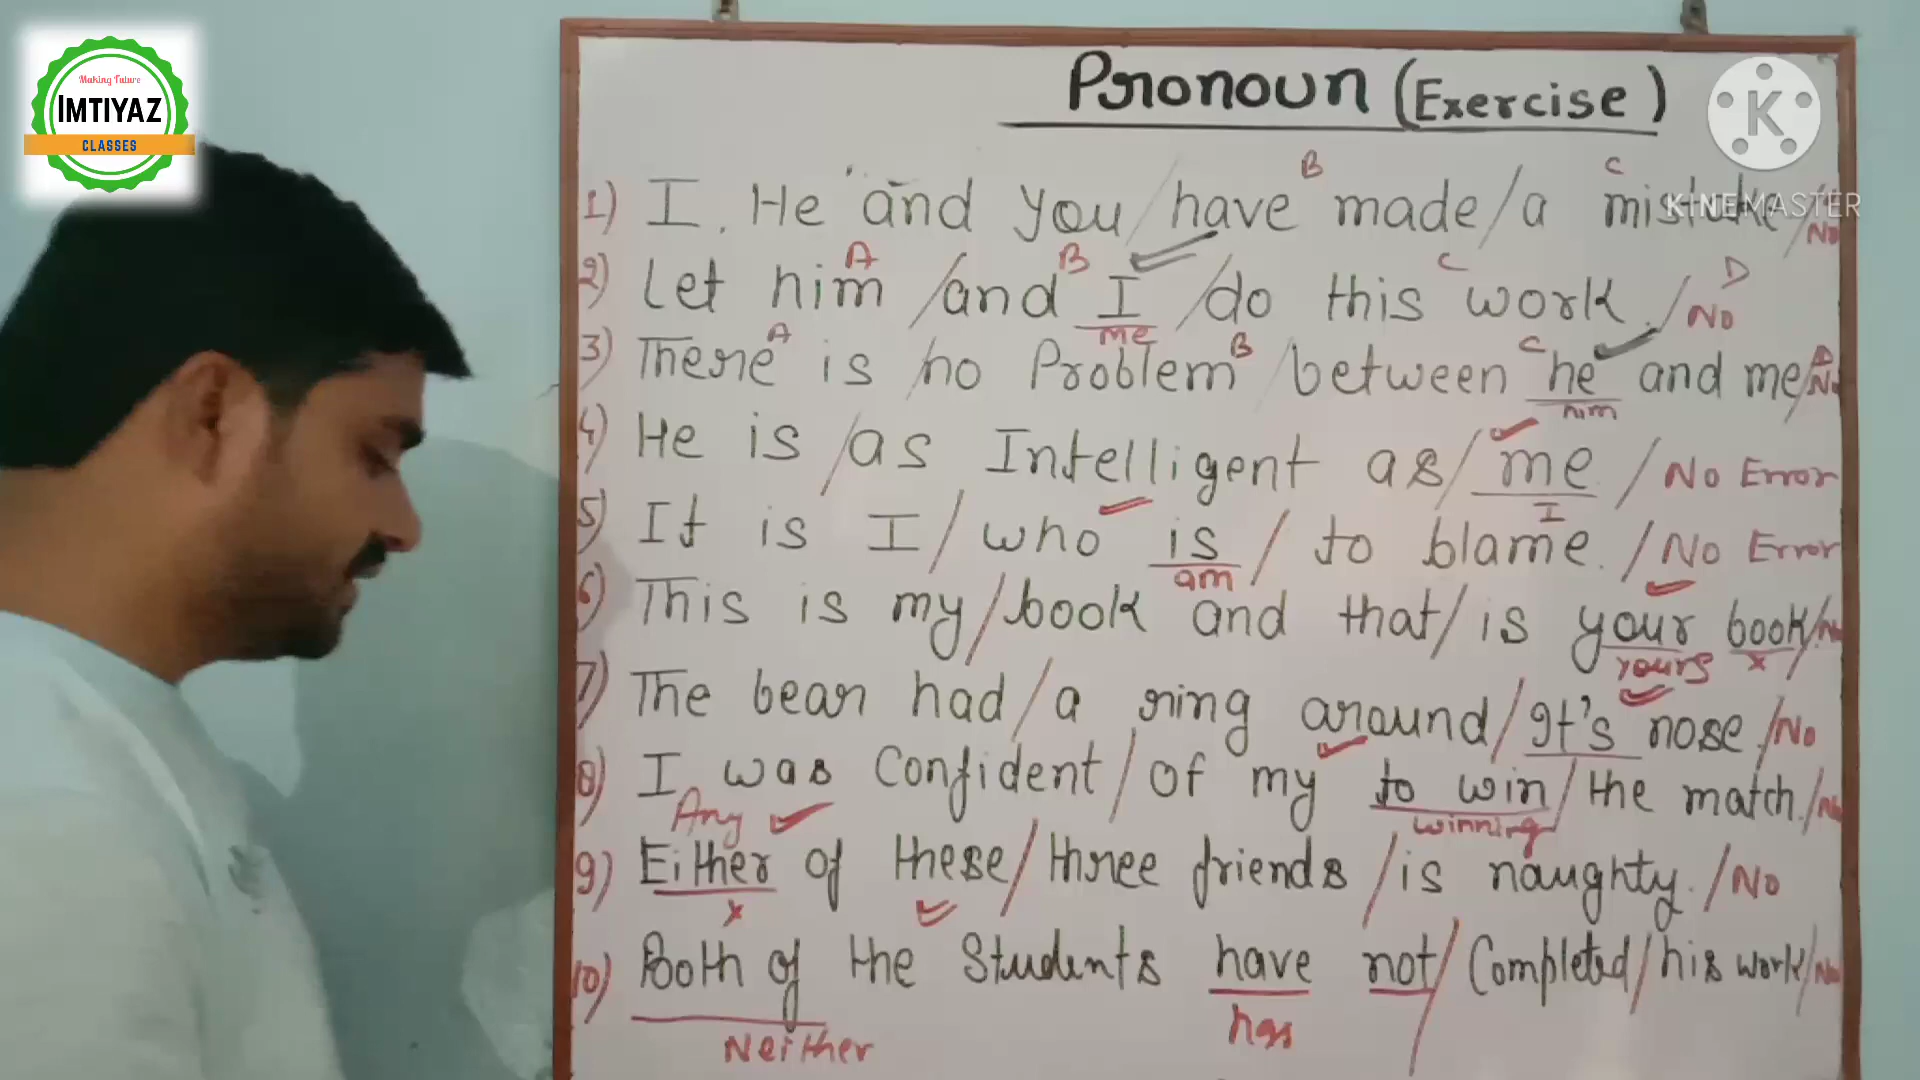 Making Future
IMTIYAZ
CLASSES
K
KINEMASTER
Pronoun (Exercise)
B C
1) I. He and you / have made / a mistake / No
A B C D
2) Let him / and I / do this work. / No
me
A B C D
3) There is / no Problem / between he and me / No
him
4) He is / as Intelligent as / me / No Error
I
5) It is I / who is / to blame. / No Error
am
6) This is my / book and that / is your book / No
yours x
7) The bear had / a ring around / It's nose. / No
8) I was Confident / of my to win / the match. / No
Any winning
9) Either of these / three friends / is naughty. / No
x
10) Both of the Students have not / Completed / his work / No
Neither has